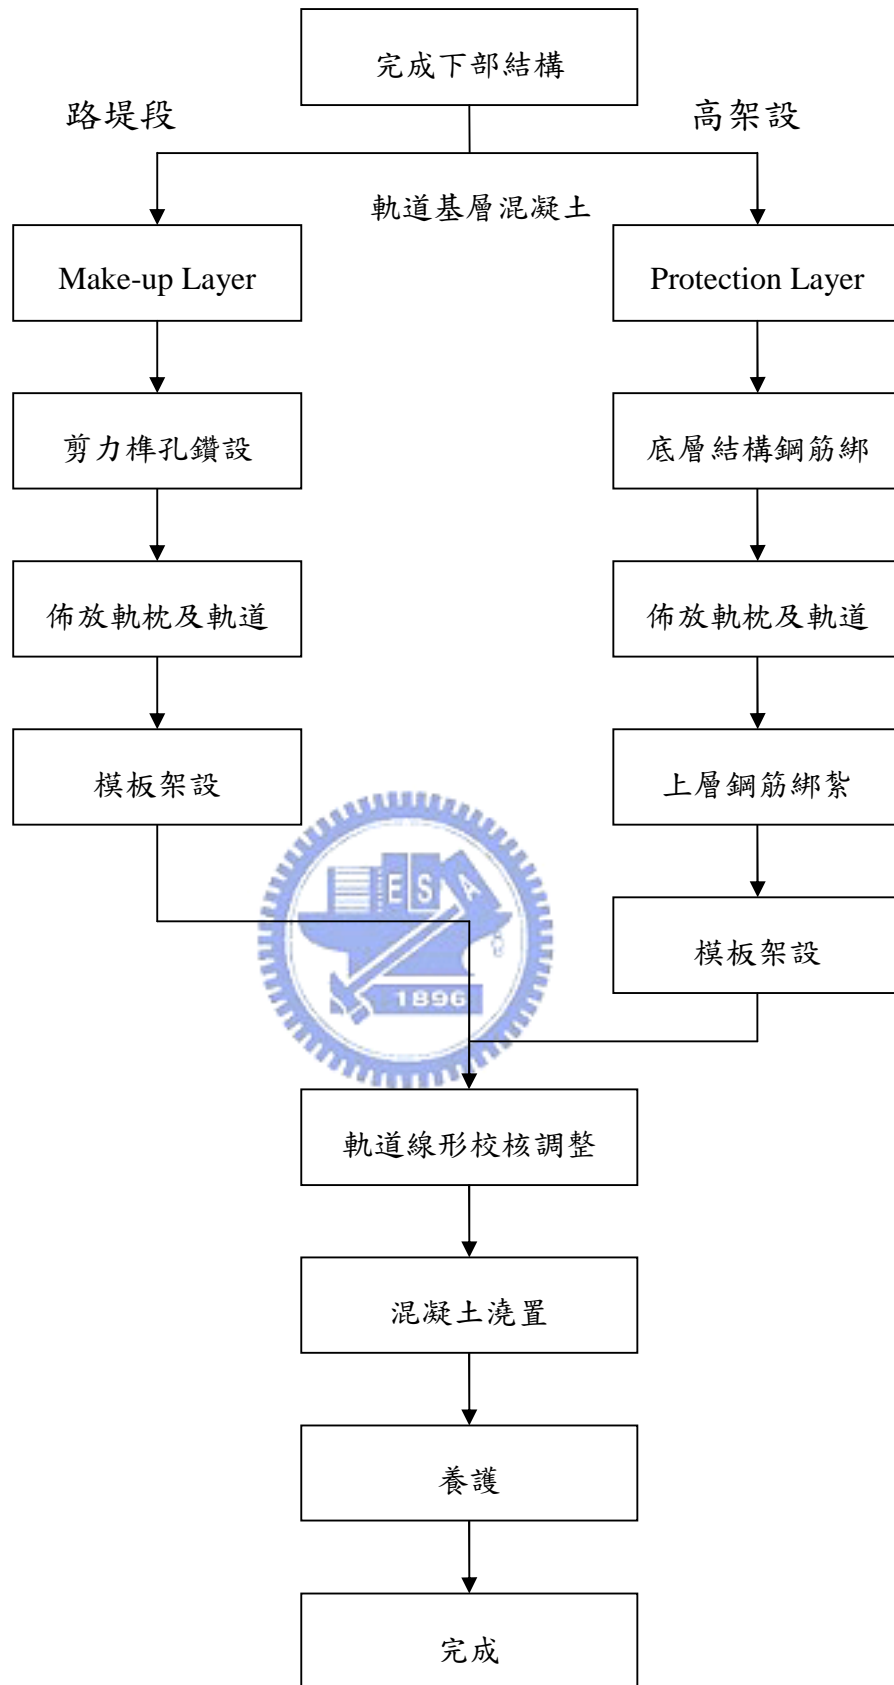 完成下部結構
路堤段
高架設
軌道基層混凝土
Make-up Layer
Protection Layer
剪力榫孔鑽設
底層結構鋼筋綁
佈放軌枕及軌道
佈放軌枕及軌道
模板架設
上層鋼筋綁紮
E S A
模板架設
1896
軌道線形校核調整
混凝土澆置
養護
完成